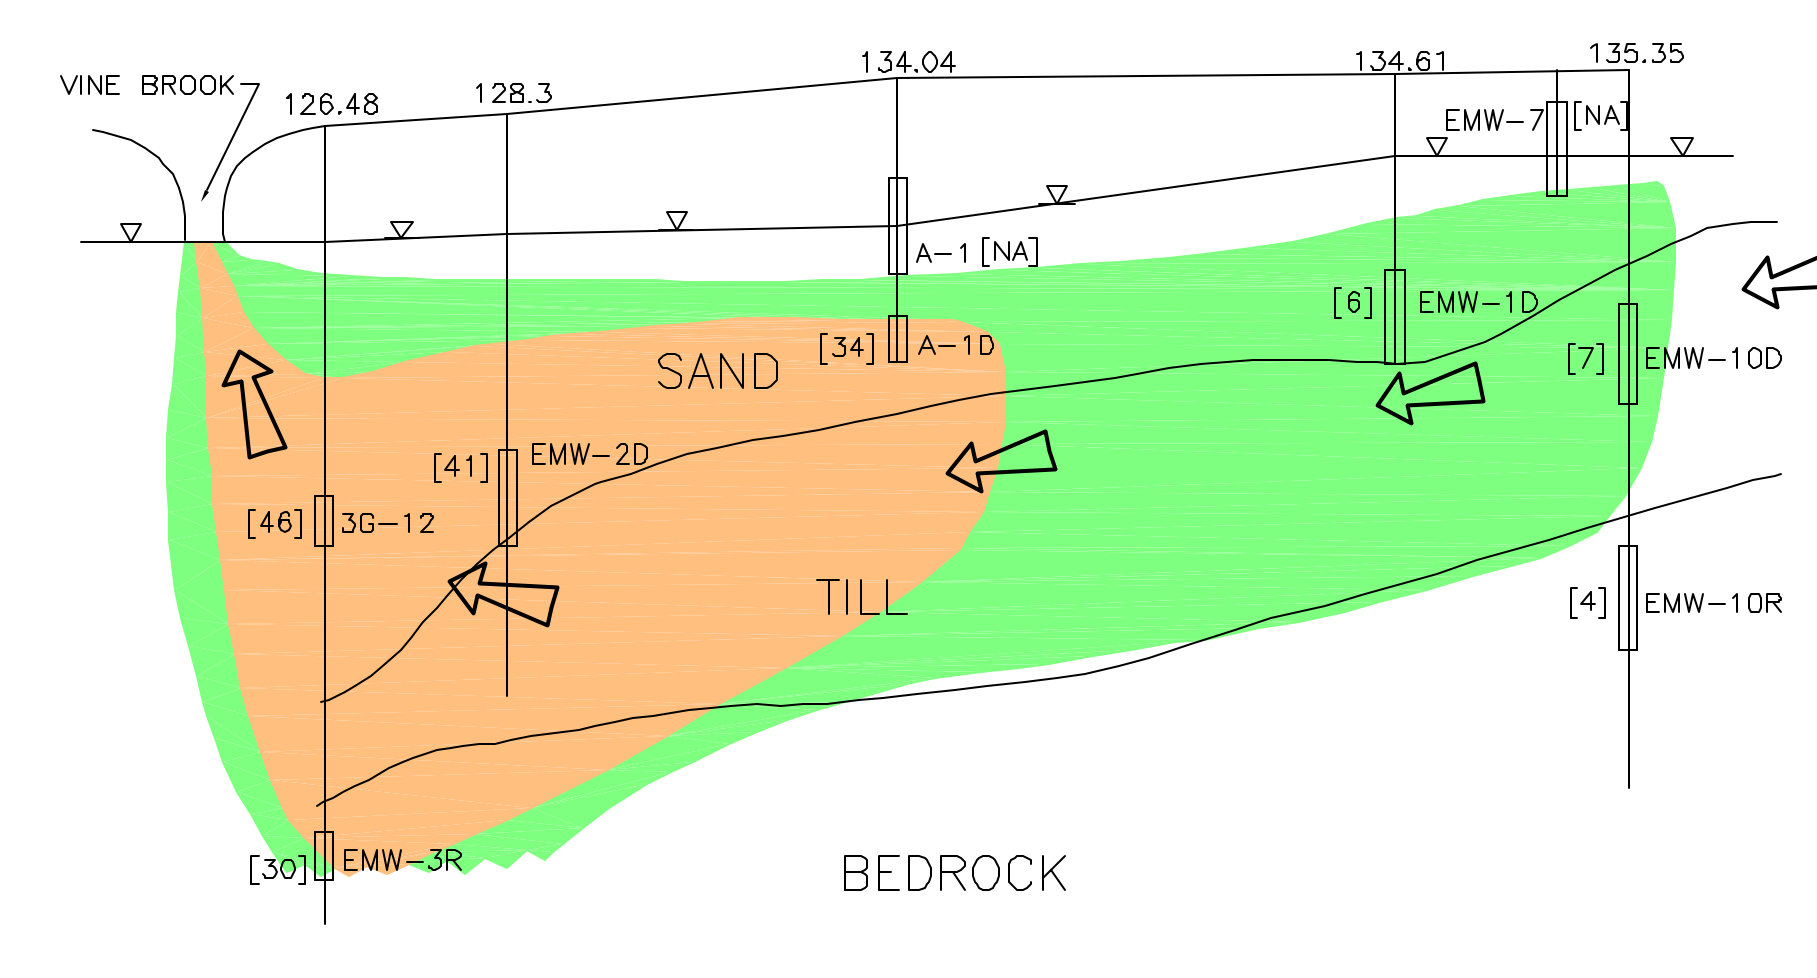 135.35
134.04
134.61
VINE BROOK
128.3
126.48
EMW-7 [NA]
A-1 [NA]
[6] EMW-1D
[34] A-1D
[7] EMW-10D
SAND
[41] EMW-2D
[46] 3G-12
TILL
[4] EMW-10R
[30] EMW-3R
BEDROCK